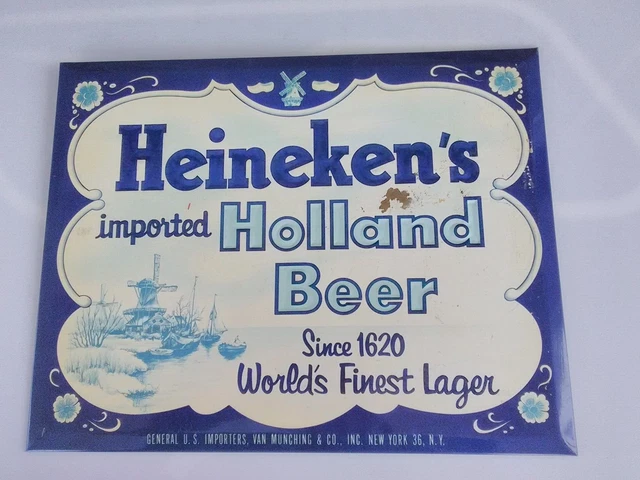 Heineken's
imported Holland
Beer
Since 1620
World's Finest Lager
GENERAL U.S. IMPORTERS, VAN MUNCHING & CO., INC. NEW YORK 36, N.Y.